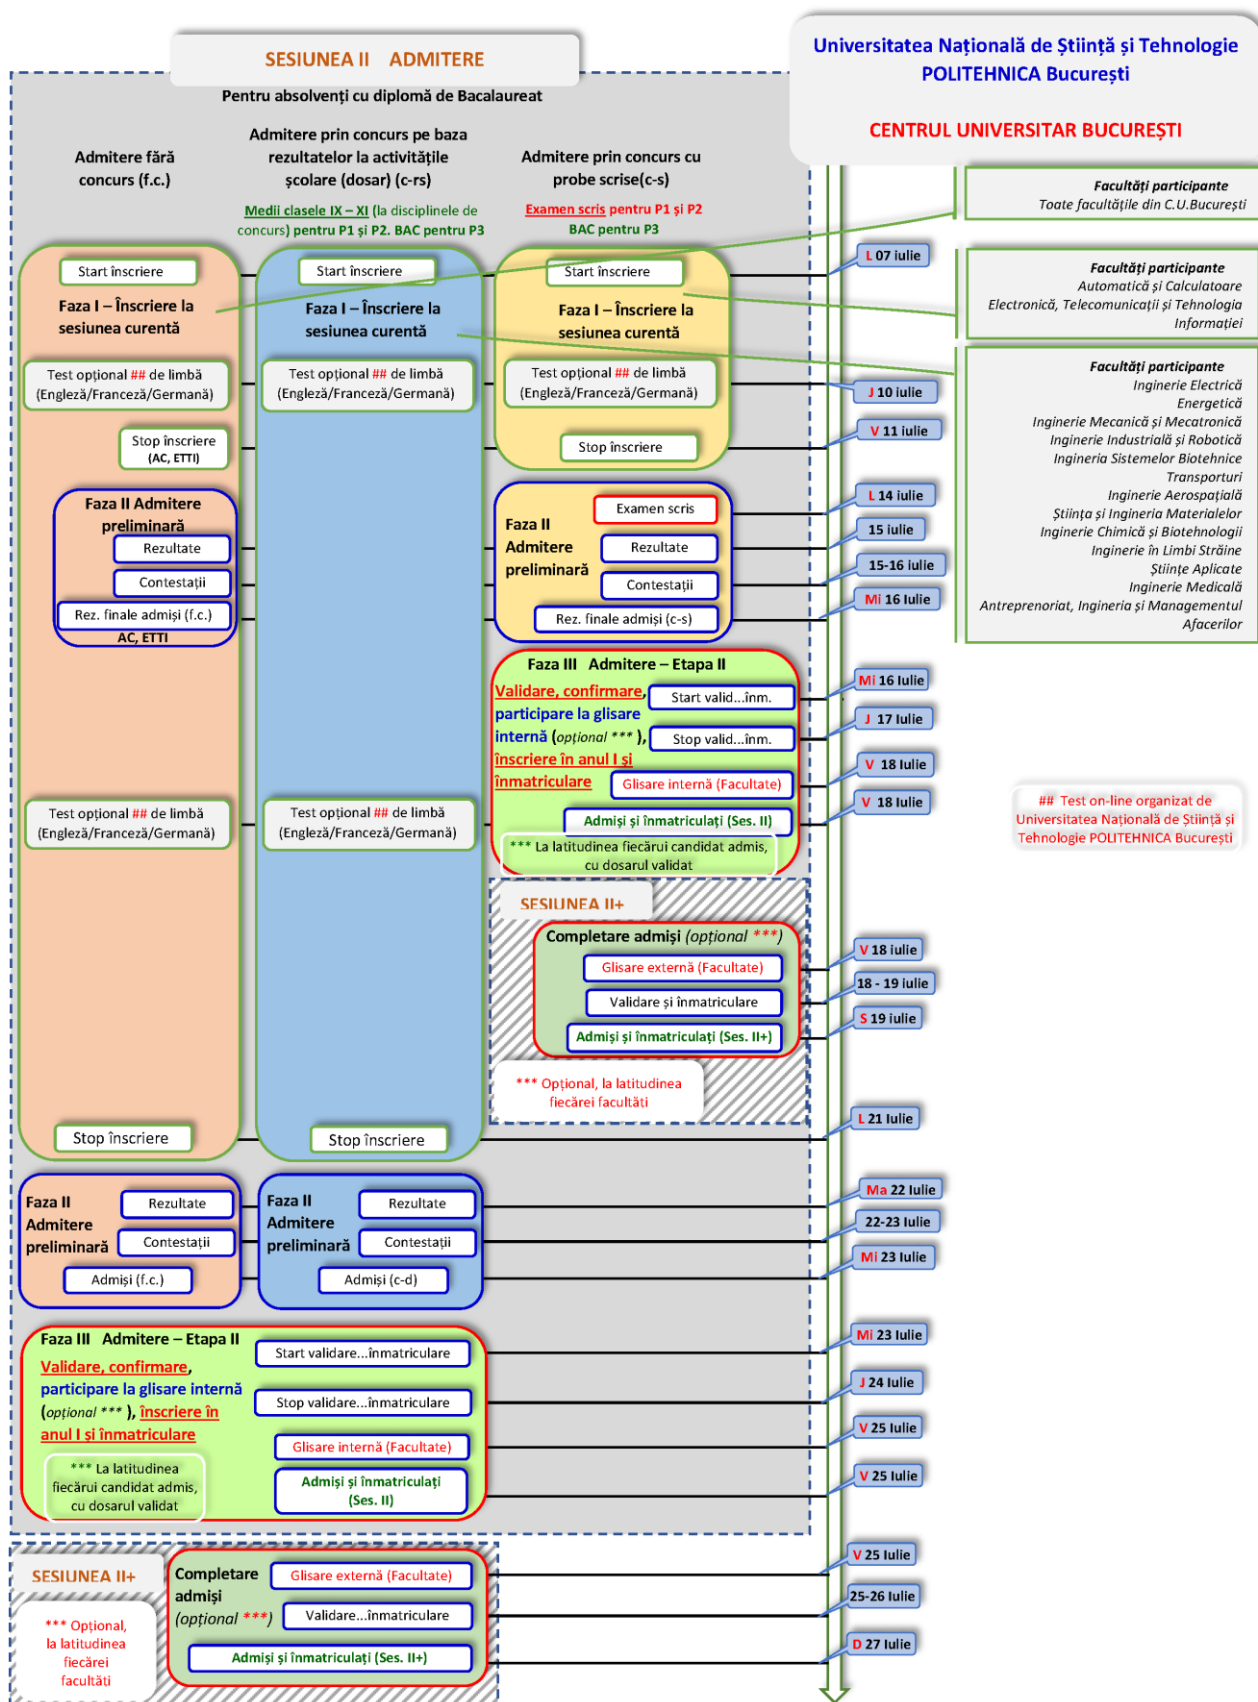 SESIUNEA II ADMITERE
Universitatea Națională de Știință și Tehnologie
POLITEHNICA București
CENTRUL UNIVERSITAR BUCUREȘTI
Pentru absolvenți cu diplomă de Bacalaureat
Admitere fără
concurs (f.c.)
Admitere prin concurs pe baza
rezultatelor la activitățile
școlare (dosar) (c-rs)
Medii clasele IX – XI (la disciplinele de
concurs) pentru P1 și P2. BAC pentru P3
Admitere prin concurs cu
probe scrise(c-s)
Examen scris pentru P1 și P2
BAC pentru P3
Facultăți participante
Toate facultățile din C.U.București
Start înscriere
Start înscriere
Start înscriere
L 07 iulie
Faza I – Înscriere la
sesiunea curentă
Faza I – Înscriere la
sesiunea curentă
Faza I – Înscriere la
sesiunea curentă
Facultăți participante
Automatică și Calculatoare
Electronică, Telecomunicații și Tehnologia
Informației
Test opțional ## de limbă
(Engleză/Franceză/Germană)
Test opțional ## de limbă
(Engleză/Franceză/Germană)
Test opțional ## de limbă
(Engleză/Franceză/Germană)
J 10 iulie
Facultăți participante
Inginerie Electrică
Energetică
Inginerie Mecanică și Mecatronică
Inginerie Industrială și Robotică
Ingineria Sistemelor Biotehnice
Transporturi
Inginerie Aerospațială
Știința și Ingineria Materialelor
Inginerie Chimică și Biotehnologii
Inginerie în Limbi Străine
Științe Aplicate
Inginerie Medicală
Antreprenoriat, Ingineria și Managementul
Afacerilor
Stop înscriere
(AC, ETTI)
Stop înscriere
V 11 iulie
Faza II Admitere
preliminară
Rezultate
Contestații
Rez. finale admiși (f.c.)
AC, ETTI
Faza II
Admitere
preliminară
Examen scris
Rezultate
Contestații
Rez. finale admiși (c-s)
L 14 iulie
15 iulie
15-16 iulie
Mi 16 Iulie
Faza III Admitere – Etapa II
Validare, confirmare,
participare la glisare
internă (opțional *** ),
înscriere în anul I și
înmatriculare
Start valid...înm.
Stop valid...înm.
Glisare internă (Facultate)
Admiși și înmatriculați (Ses. II)
*** La latitudinea fiecărui candidat admis,
cu dosarul validat
Mi 16 Iulie
J 17 Iulie
V 18 Iulie
V 18 Iulie
Test opțional ## de limbă
(Engleză/Franceză/Germană)
Test opțional ## de limbă
(Engleză/Franceză/Germană)
## Test on-line organizat de
Universitatea Națională de Știință și
Tehnologie POLITEHNICA București
SESIUNEA II+
Completare admiși (opțional ***)
Glisare externă (Facultate)
Validare și înmatriculare
Admiși și înmatriculați (Ses. II+)
*** Opțional, la latitudinea
fiecărei facultăți
V 18 iulie
18 - 19 iulie
S 19 iulie
Stop înscriere
Stop înscriere
L 21 Iulie
Faza II
Admitere
preliminară
Rezultate
Contestații
Admiși (f.c.)
Faza II
Admitere
preliminară
Rezultate
Contestații
Admiși (c-d)
Ma 22 Iulie
22-23 Iulie
Mi 23 Iulie
Faza III Admitere – Etapa II
Validare, confirmare,
participare la glisare internă
(opțional *** ), înscriere în
anul I și înmatriculare
*** La latitudinea
fiecărui candidat admis,
cu dosarul validat
Start validare...înmatriculare
Stop validare...înmatriculare
Glisare internă (Facultate)
Admiși și înmatriculați
(Ses. II)
Mi 23 Iulie
J 24 Iulie
V 25 Iulie
V 25 Iulie
SESIUNEA II+
*** Opțional,
la latitudinea
fiecărei
facultăți
Completare
admiși
(opțional ***)
Glisare externă (Facultate)
Validare...înmatriculare
Admiși și înmatriculați (Ses. II+)
V 25 Iulie
25-26 Iulie
D 27 Iulie